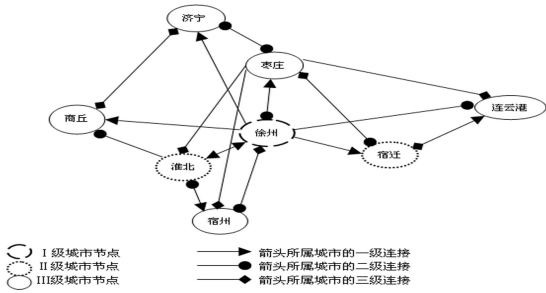 济宁
枣庄
连云港
商丘
徐州
宿迁
淮北
宿州
I 级城市节点 箭头所属城市的一级连接
II级城市节点 箭头所属城市的二级连接
III级城市节点 箭头所属城市的三级连接